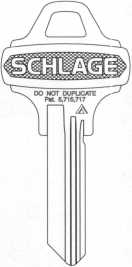 SCHLAGE
DO NOT DUPLICATE
Pat. 5,715,717